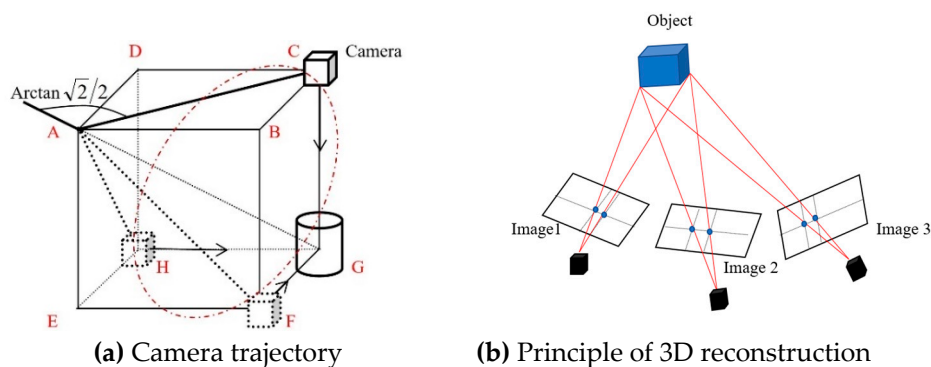 D
C
Camera
Arctan √2/2
A
B
H
G
E
F
(a) Camera trajectory
Object
Image1
Image 2
Image 3
(b) Principle of 3D reconstruction